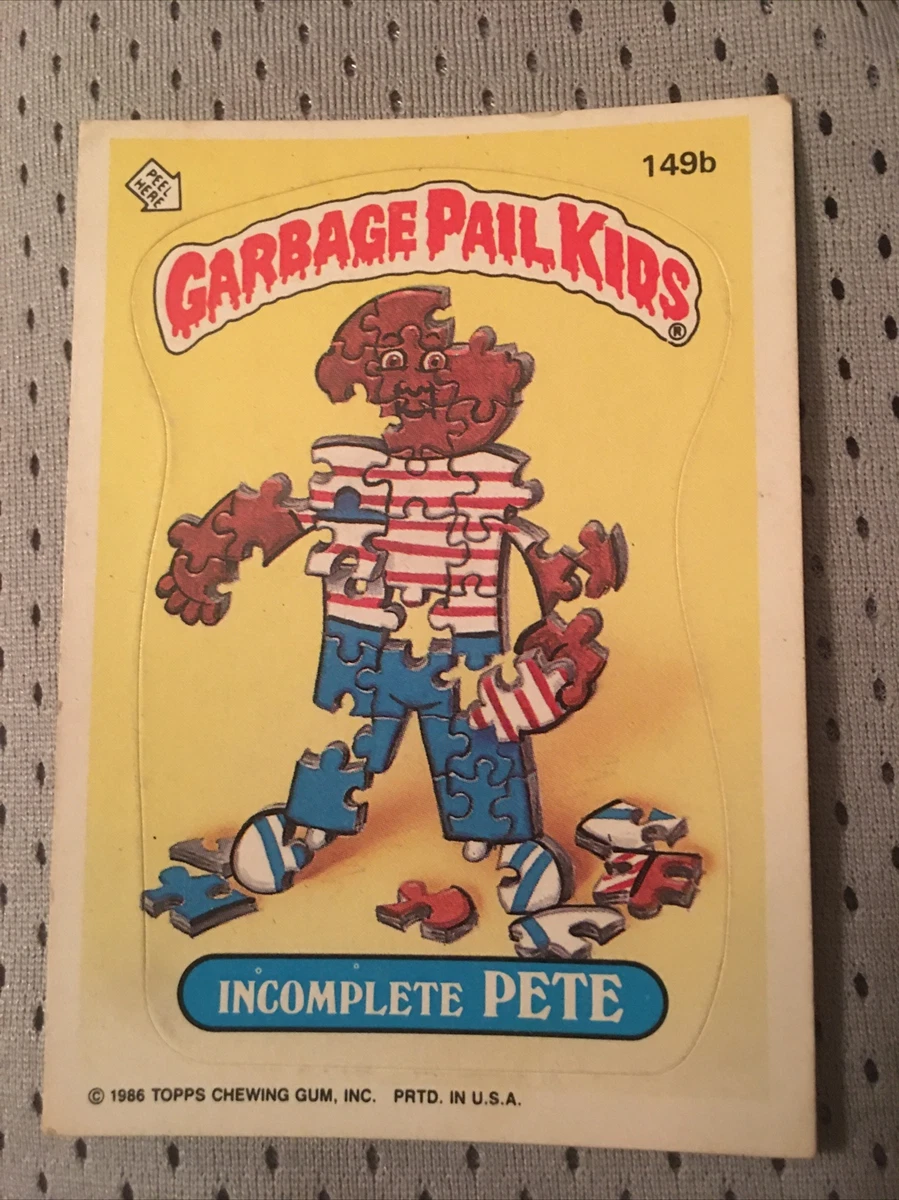 149b
PEEL
HERE
GARBAGE PAIL KIDS
®
INCOMPLETE PETE
© 1986 TOPPS CHEWING GUM, INC. PRTD. IN U.S.A.